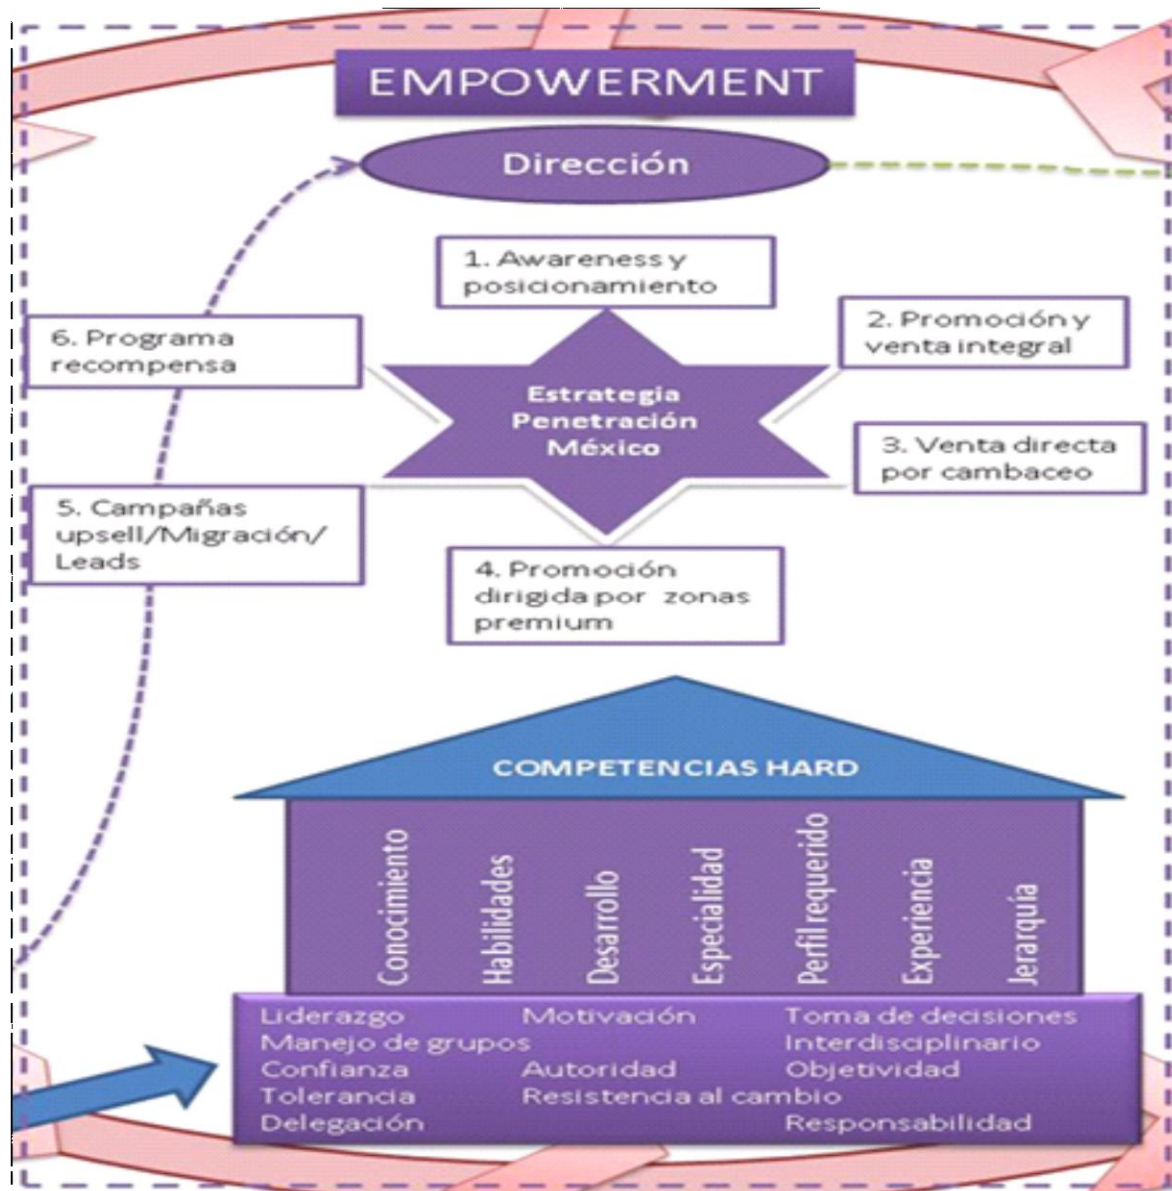 EMPOWERMENT
Dirección
1. Awareness y
posicionamiento
2. Promoción y
venta integral
6. Programa
recompensa
Estrategia
Penetración
México
3. Venta directa
por cambaceo
5. Campañas
upsell/Migración/
Leads
4. Promoción
dirigida por zonas
premium
COMPETENCIAS HARD
Conocimiento
Habilidades
Desarrollo
Especialidad
Perfil requerido
Experiencia
Jerarquía
Liderazgo Motivación Toma de decisiones
Manejo de grupos Interdisciplinario
Confianza Autoridad Objetividad
Tolerancia Resistencia al cambio
Delegación Responsabilidad